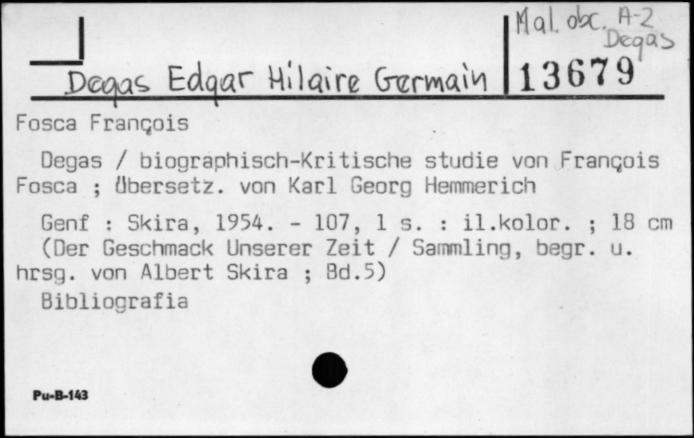 Mal. obc. A-2
Degas
Degas Edgar Hilaire Germain
13679
Fosca François
Degas / biographisch-Kritische studie von François
Fosca ; Übersetz. von Karl Georg Hemmerich
Genf : Skira, 1954. - 107, 1 s. : il.kolor. ; 18 cm
(Der Geschmack Unserer Zeit / Sammling, begr. u.
hrsg. von Albert Skira ; Bd.5)
Bibliografia
Pu-B-143